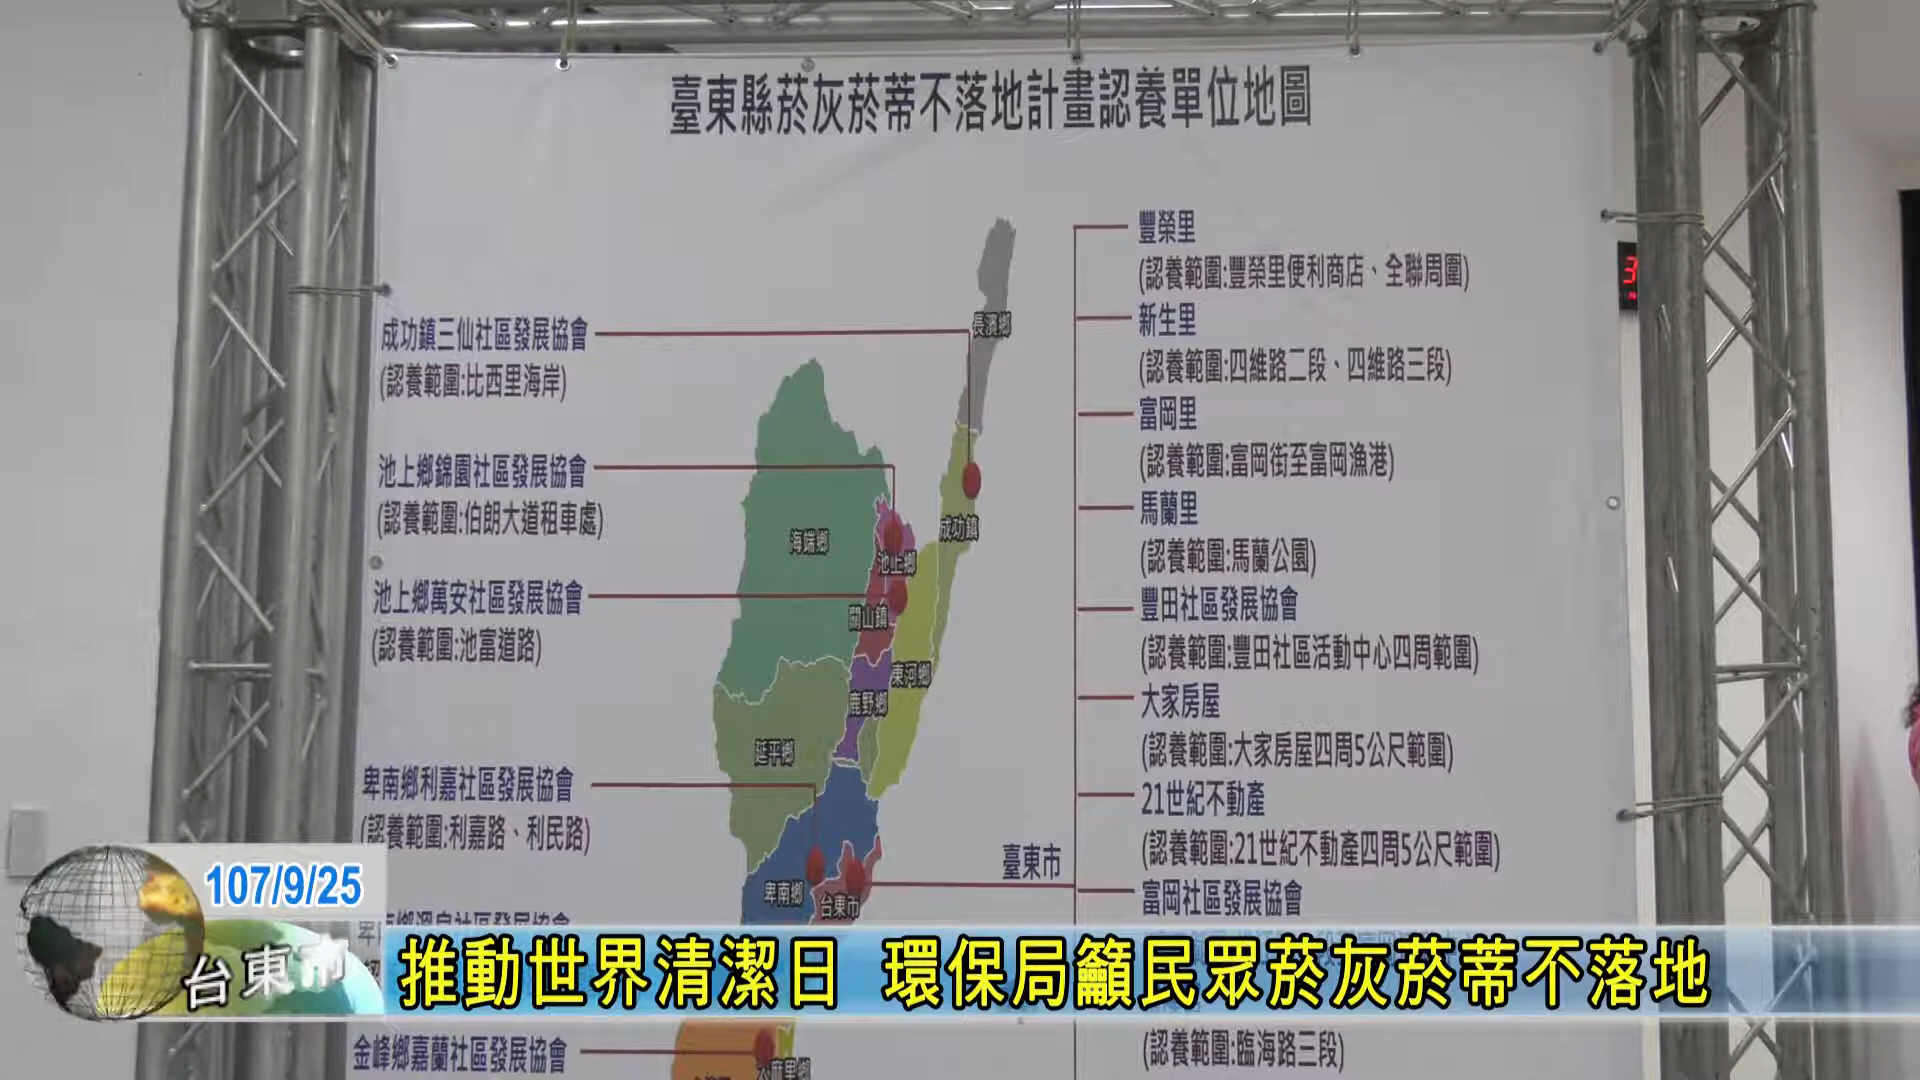 臺東縣菸灰菸蒂不落地計畫認養單位地圖
成功鎮三仙社區發展協會
(認養範圍:比西里海岸)
池上鄉錦園社區發展協會
(認養範圍:伯朗大道租車處)
池上鄉萬安社區發展協會
(認養範圍:池富道路)
卑南鄉利嘉社區發展協會
(認養範圍:利嘉路、利民路)
金峰鄉嘉蘭社區發展協會
長濱鄉
成功鎮
海端鄉
池上鄉
關山鎮
東河鄉
鹿野鄉
延平鄉
卑南鄉
台東市
太麻里鄉
臺東市
豐榮里
(認養範圍:豐榮里便利商店、全聯周圍)
新生里
(認養範圍:四維路二段、四維路三段)
富岡里
(認養範圍:富岡街至富岡漁港)
馬蘭里
(認養範圍:馬蘭公園)
豐田社區發展協會
(認養範圍:豐田社區活動中心四周範圍)
大家房屋
(認養範圍:大家房屋四周5公尺範圍)
21世紀不動產
(認養範圍:21世紀不動產四周5公尺範圍)
富岡社區發展協會
(認養範圍:臨海路三段)
3
107/9/25
台東市
推動世界清潔日 環保局籲民眾菸灰菸蒂不落地